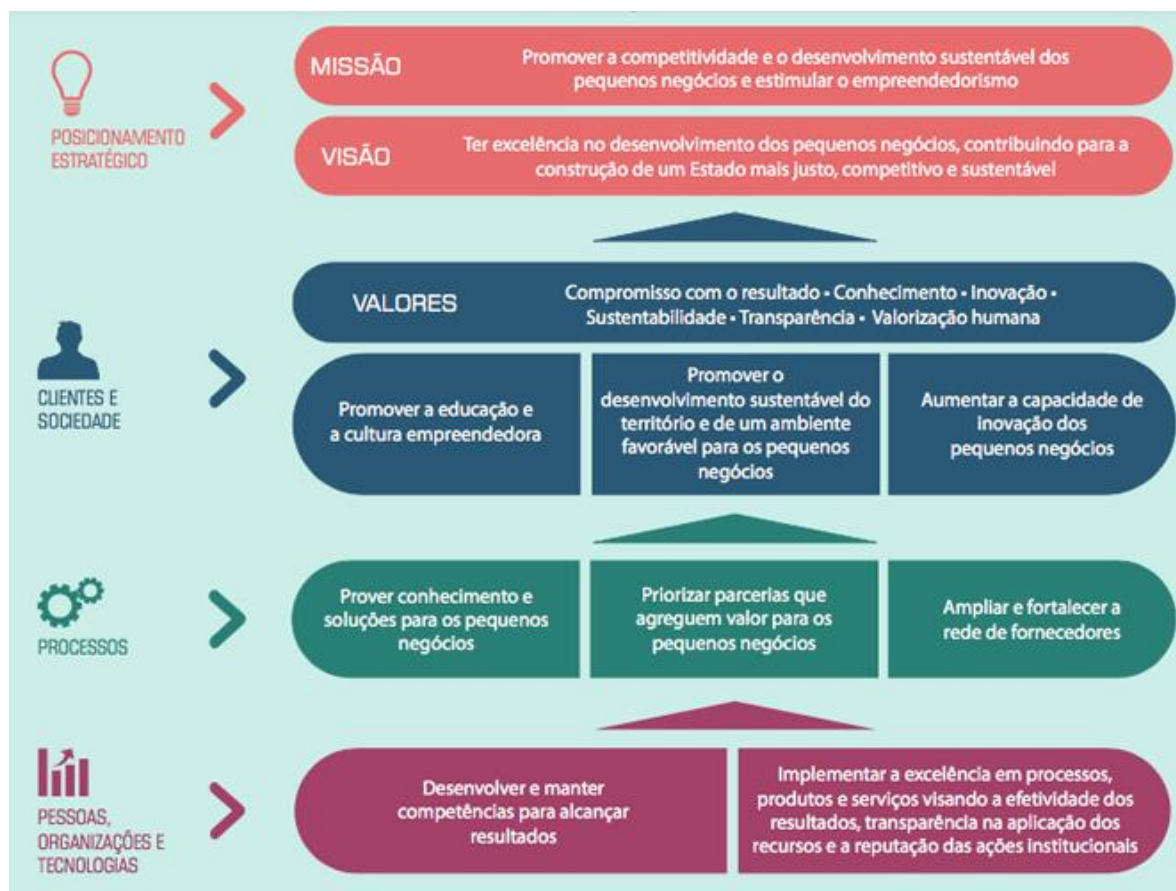 POSICIONAMENTO
ESTRATÉGICO
MISSÃO
Promover a competitividade e o desenvolvimento sustentável dos
pequenos negócios e estimular o empreendedorismo
VISÃO
Ter excelência no desenvolvimento dos pequenos negócios, contribuindo para a
construção de um Estado mais justo, competitivo e sustentável
CLIENTES E
SOCIEDADE
VALORES
Compromisso com o resultado • Conhecimento • Inovação •
Sustentabilidade • Transparência • Valorização humana
Promover a educação e
a cultura empreendedora
Promover o
desenvolvimento sustentável do
território e de um ambiente
favorável para os pequenos
negócios
Aumentar a capacidade de
inovação dos
pequenos negócios
PROCESSOS
Prover conhecimento e
soluções para os pequenos
negócios
Priorizar parcerias que
agreguem valor para os
pequenos negócios
Ampliar e fortalecer a
rede de fornecedores
PESSOAS,
ORGANIZAÇÕES E
TECNOLOGIAS
Desenvolver e manter
competências para alcançar
resultados
Implementar a excelência em processos,
produtos e serviços visando a efetividade dos
resultados, transparência na aplicação dos
recursos e a reputação das ações institucionais